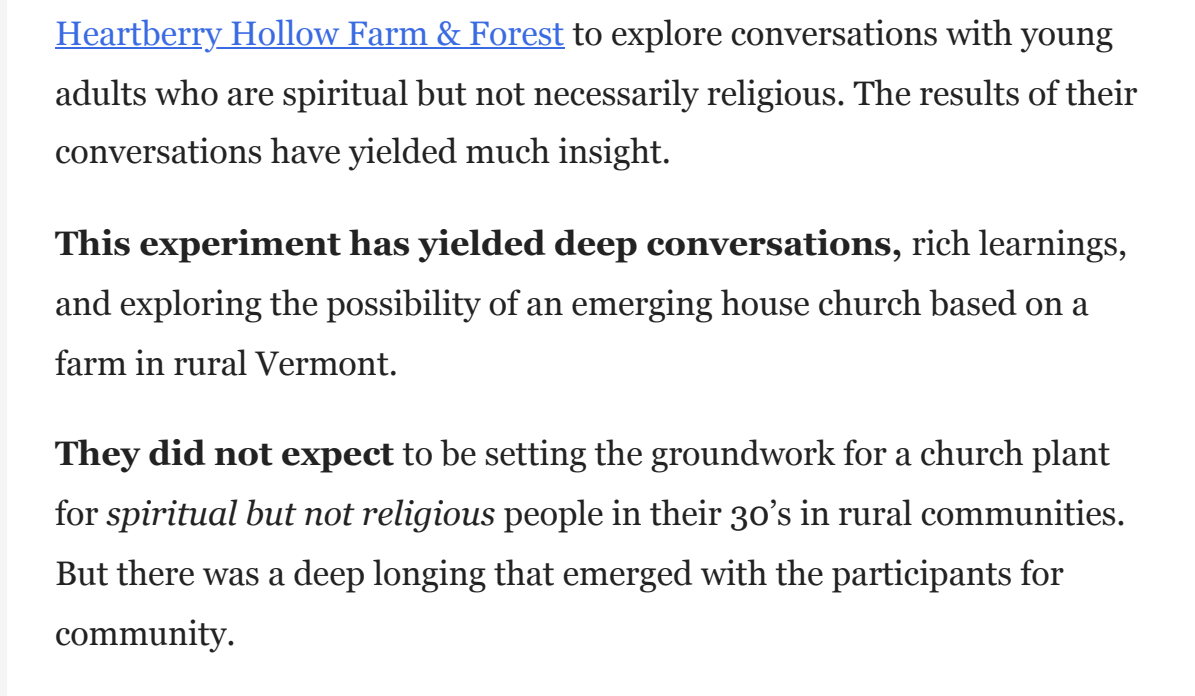 Heartberry Hollow Farm & Forest to explore conversations with young
adults who are spiritual but not necessarily religious. The results of their
conversations have yielded much insight.
This experiment has yielded deep conversations, rich learnings,
and exploring the possibility of an emerging house church based on a
farm in rural Vermont.
They did not expect to be setting the groundwork for a church plant
for spiritual but not religious people in their 30’s in rural communities.
But there was a deep longing that emerged with the participants for
community.